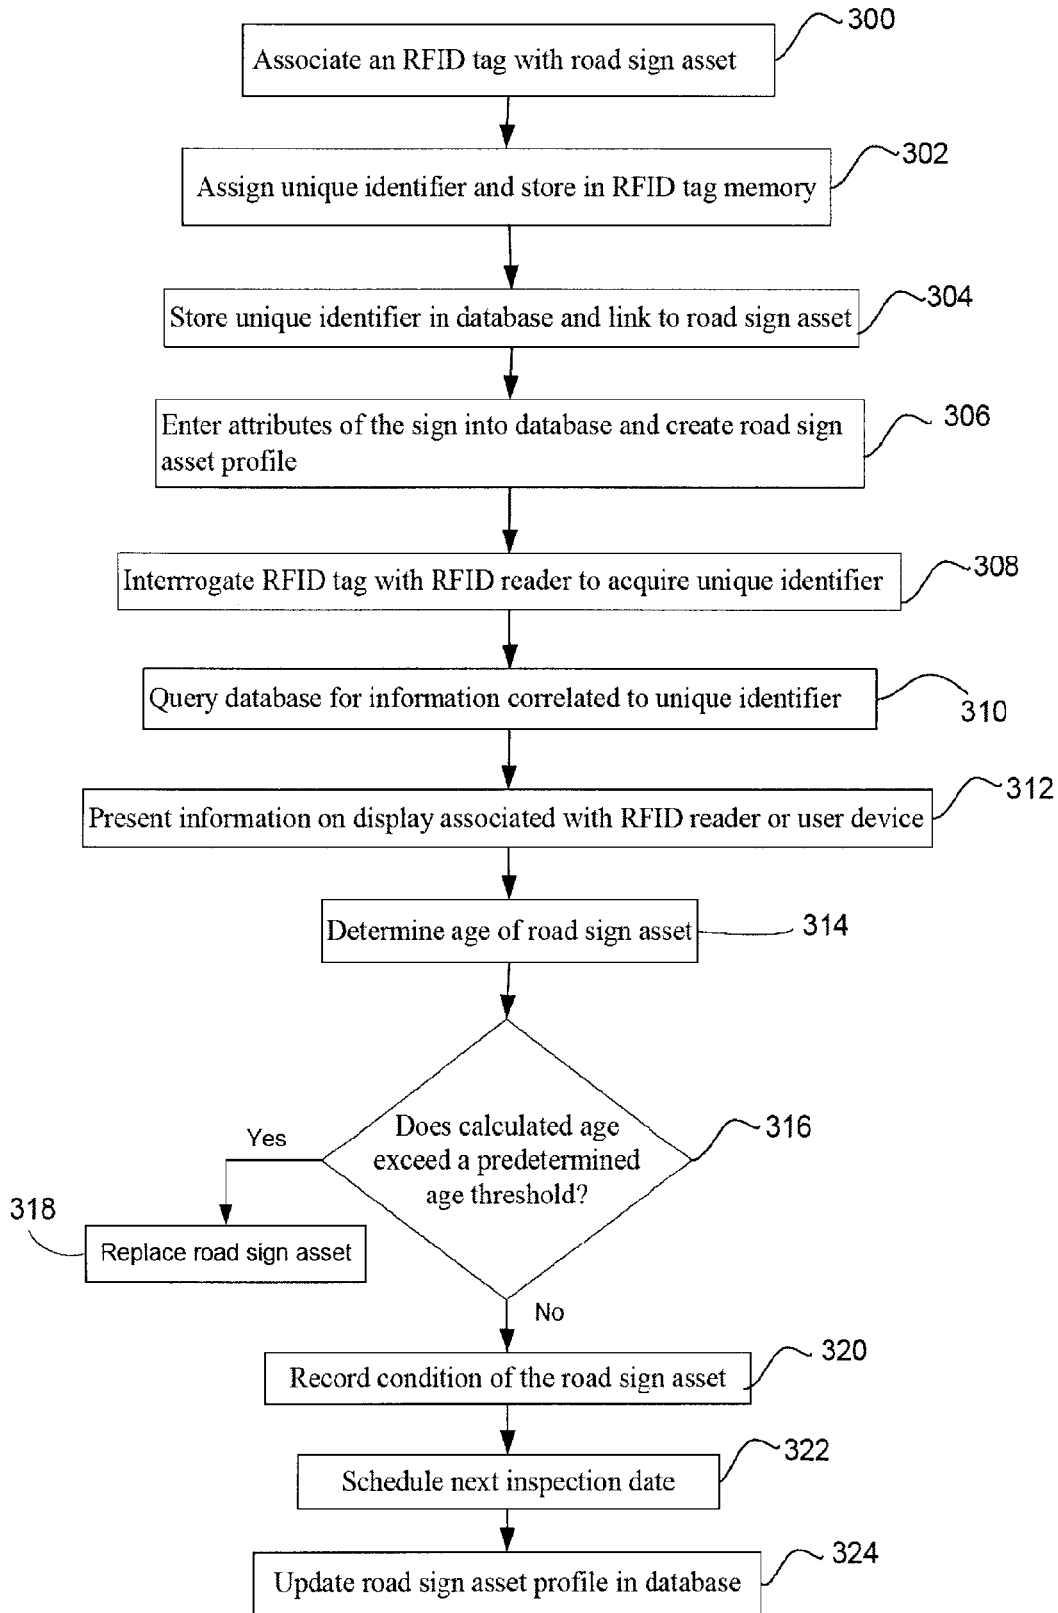 300
Associate an RFID tag with road sign asset
302
Assign unique identifier and store in RFID tag memory
304
Store unique identifier in database and link to road sign asset
306
Enter attributes of the sign into database and create road sign
asset profile
308
Interrrogate RFID tag with RFID reader to acquire unique identifier
310
Query database for information correlated to unique identifier
312
Present information on display associated with RFID reader or user device
314
Determine age of road sign asset
316
Does calculated age
exceed a predetermined
age threshold?
Yes
318
Replace road sign asset
No
320
Record condition of the road sign asset
322
Schedule next inspection date
324
Update road sign asset profile in database